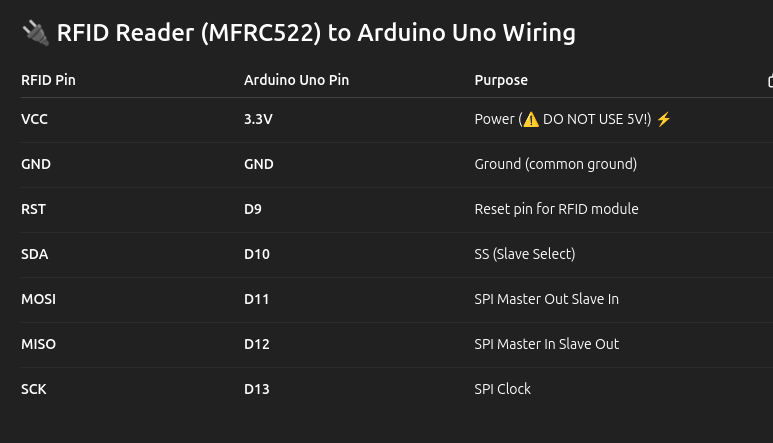 🔌 RFID Reader (MFRC522) to Arduino Uno Wiring
RFID Pin Arduino Uno Pin Purpose
VCC 3.3V Power (⚠️ DO NOT USE 5V!) ⚡
GND GND Ground (common ground)
RST D9 Reset pin for RFID module
SDA D10 SS (Slave Select)
MOSI D11 SPI Master Out Slave In
MISO D12 SPI Master In Slave Out
SCK D13 SPI Clock